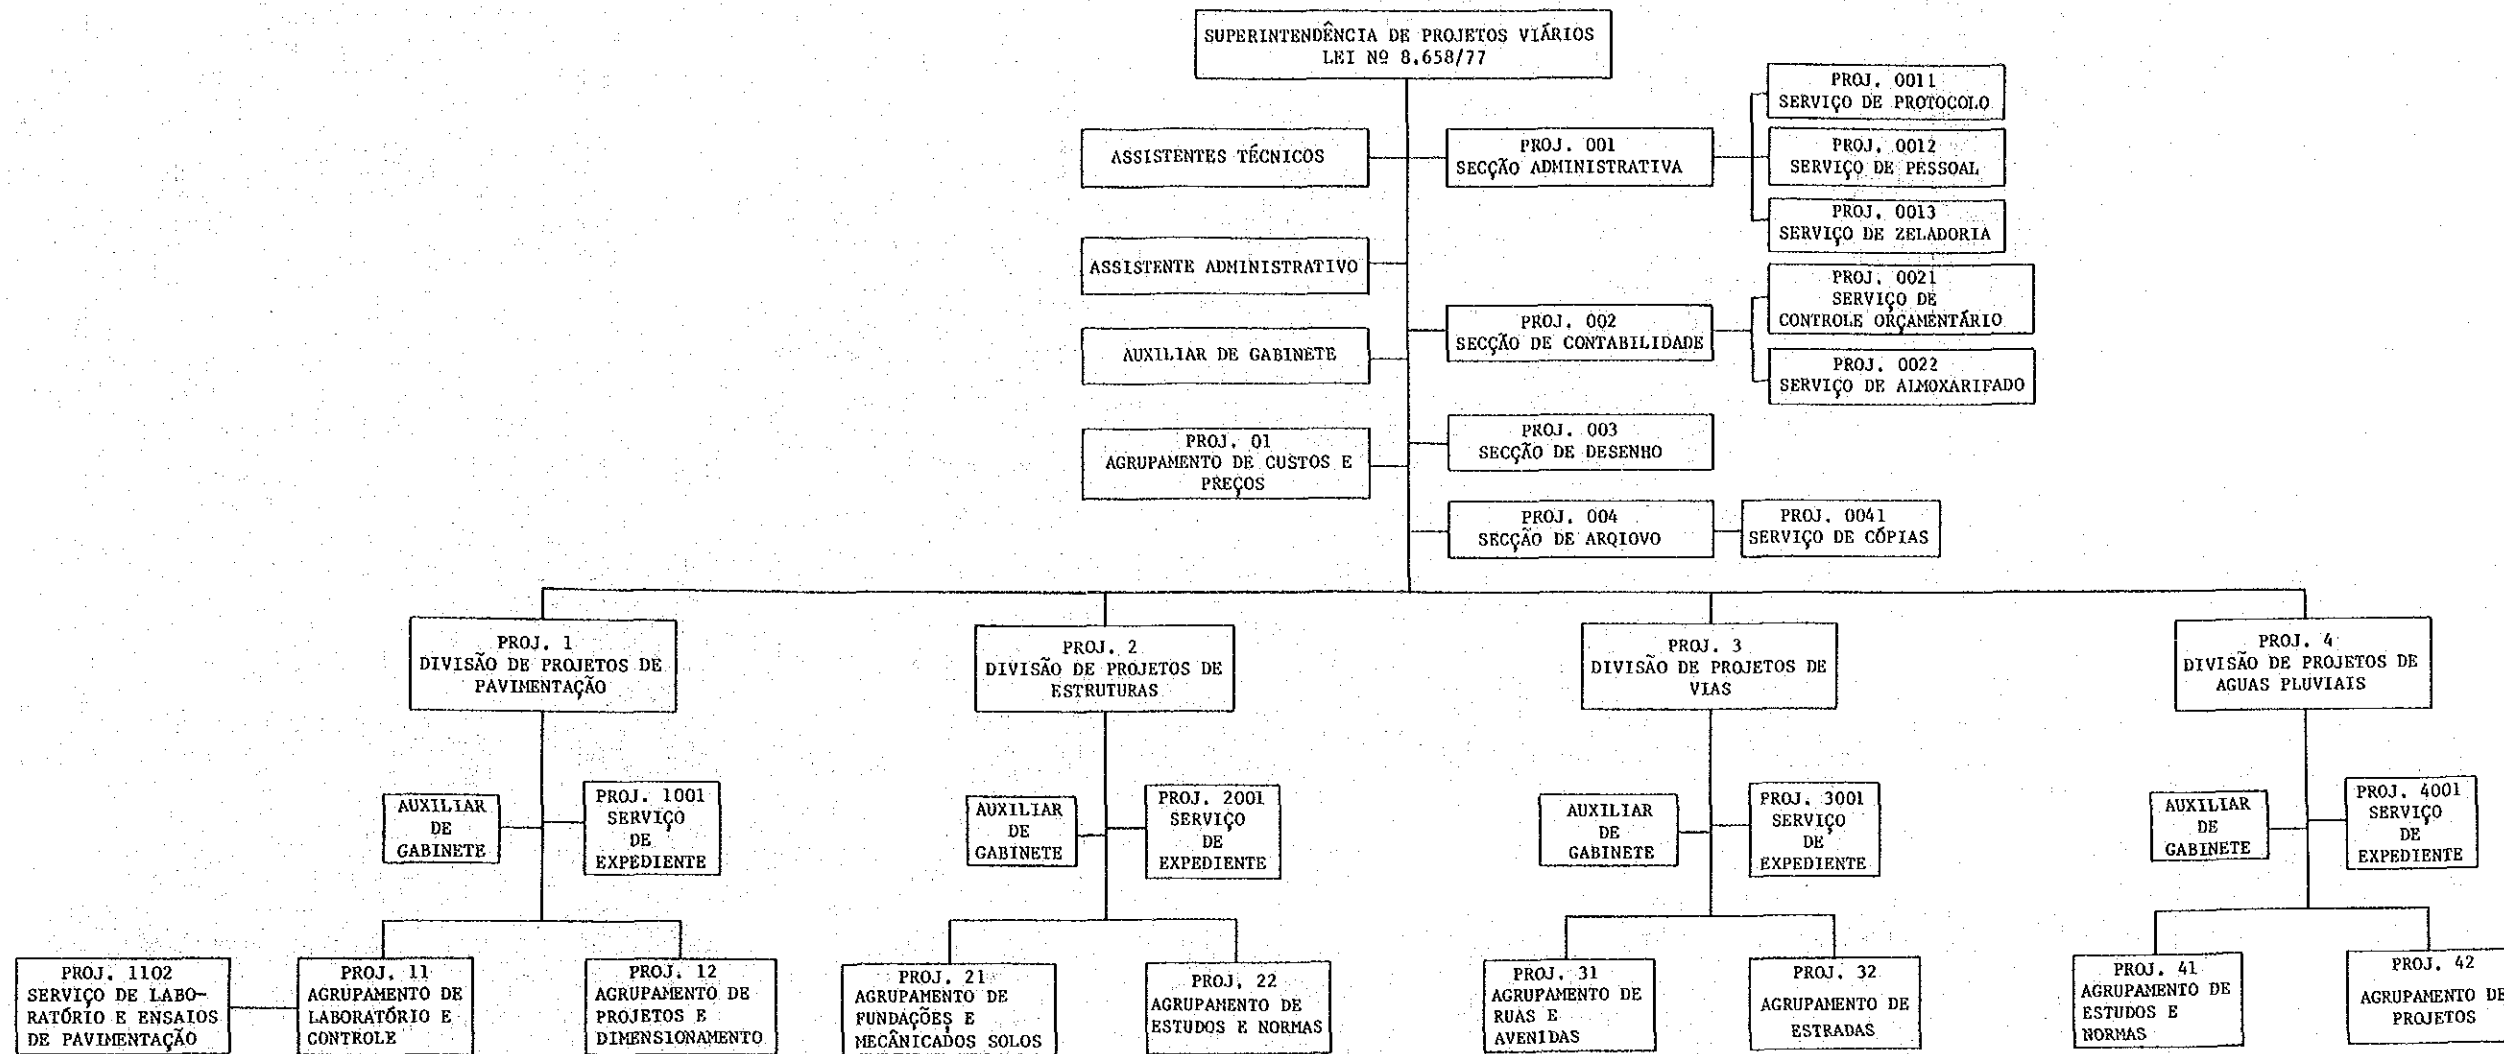 SUPERINTENDÊNCIA DE PROJETOS VIÁRIOS
LEI Nº 8.658/77
ASSISTENTES TÉCNICOS
PROJ. 001
SECÇÃO ADMINISTRATIVA
PROJ. 0011
SERVIÇO DE PROTOCOLO
PROJ. 0012
SERVIÇO DE PESSOAL
PROJ. 0013
SERVIÇO DE ZELADORIA
ASSISTENTE ADMINISTRATIVO
PROJ. 002
SECÇÃO DE CONTABILIDADE
PROJ. 0021
SERVIÇO DE
CONTROLE ORÇAMENTÁRIO
PROJ. 0022
SERVIÇO DE ALMOXARIFADO
AUXILIAR DE GABINETE
PROJ. 01
AGRUPAMENTO DE CUSTOS E
PREÇOS
PROJ. 003
SECÇÃO DE DESENHO
PROJ. 004
SECÇÃO DE ARQIOVO
PROJ. 0041
SERVIÇO DE CÓPIAS
PROJ. 1
DIVISÃO DE PROJETOS DE
PAVIMENTAÇÃO
PROJ. 2
DIVISÃO DE PROJETOS DE
ESTRUTURAS
PROJ. 3
DIVISÃO DE PROJETOS DE
VIAS
PROJ. 4
DIVISÃO DE PROJETOS DE
AGUAS PLUVIAIS
AUXILIAR
DE
GABINETE
PROJ. 1001
SERVIÇO
DE
EXPEDIENTE
AUXILIAR
DE
GABINETE
PROJ. 2001
SERVIÇO
DE
EXPEDIENTE
AUXILIAR
DE
GABINETE
PROJ. 3001
SERVIÇO
DE
EXPEDIENTE
AUXILIAR
DE
GABINETE
PROJ. 4001
SERVIÇO
DE
EXPEDIENTE
PROJ. 1102
SERVIÇO DE LABO-
RATÓRIO E ENSAIOS
DE PAVIMENTAÇÃO
PROJ. 11
AGRUPAMENTO DE
LABORATÓRIO E
CONTROLE
PROJ. 12
AGRUPAMENTO DE
PROJETOS E
DIMENSIONAMENTO
PROJ. 21
AGRUPAMENTO DE
FUNDAÇÕES E
MECÂNICADOS SOLOS
PROJ. 22
AGRUPAMENTO DE
ESTUDOS E NORMAS
PROJ. 31
AGRUPAMENTO DE
RUAS E
AVENIDAS
PROJ. 32
AGRUPAMENTO DE
ESTRADAS
PROJ. 41
AGRUPAMENTO DE
ESTUDOS E
NORMAS
PROJ. 42
AGRUPAMENTO DE
PROJETOS